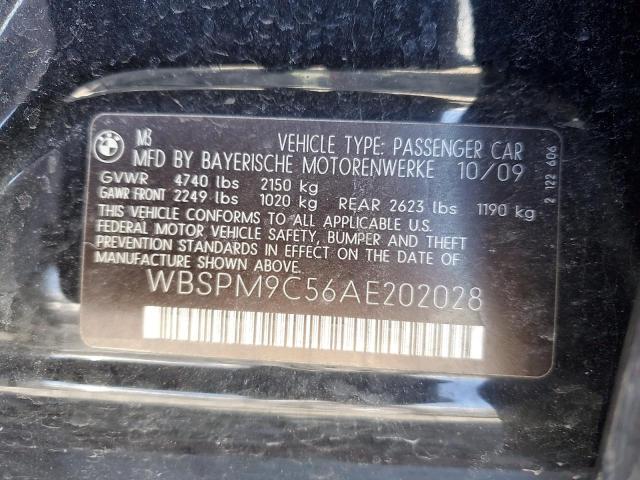 M3
VEHICLE TYPE: PASSENGER CAR
MFD BY BAYERISCHE MOTORENWERKE 10/09
GVWR 4740 lbs 2150 kg
GAWR FRONT 2249 lbs 1020 kg REAR 2623 lbs 1190 kg
THIS VEHICLE CONFORMS TO ALL APPLICABLE U.S.
FEDERAL MOTOR VEHICLE SAFETY, BUMPER AND THEFT
PREVENTION STANDARDS IN EFFECT ON THE DATE OF
MANUFACTURE SHOWN ABOVE.
WBSPM9C56AE202028
2 122 606